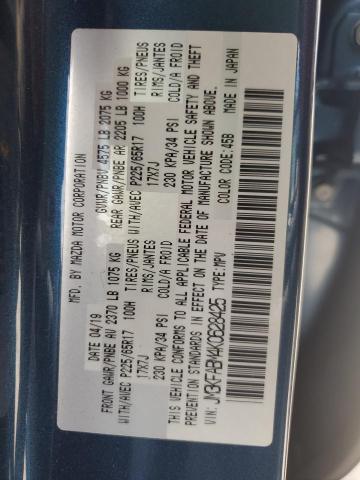 MFD. BY MAZDA MOTOR CORPORATION
DATE 04/19 GVWR/PNBV 4575 LB 2075 KG
FRONT GAWR/PNBE AV 2370 LB 1075 KG REAR GAWR/PNBE AR 2205 LB 1000 KG
WITH/AVEC P225/65R17 100H TIRES/PNEUS WITH/AVEC P225/65R17 100H TIRES/PNEUS
17X7J RIMS/JANTES 17X7J RIMS/JANTES
230 KPA/34 PSI COLD/A FROID 230 KPA/34 PSI COLD/A FROID
THIS VEHICLE CONFORMS TO ALL APPLICABLE FEDERAL MOTOR VEHICLE SAFETY AND THEFT
PREVENTION STANDARDS IN EFFECT ON THE DATE OF MANUFACTURE SHOWN ABOVE.
VIN: JM3KFABM4K0628425 TYPE:MPV COLOR CODE:45B MADE IN JAPAN